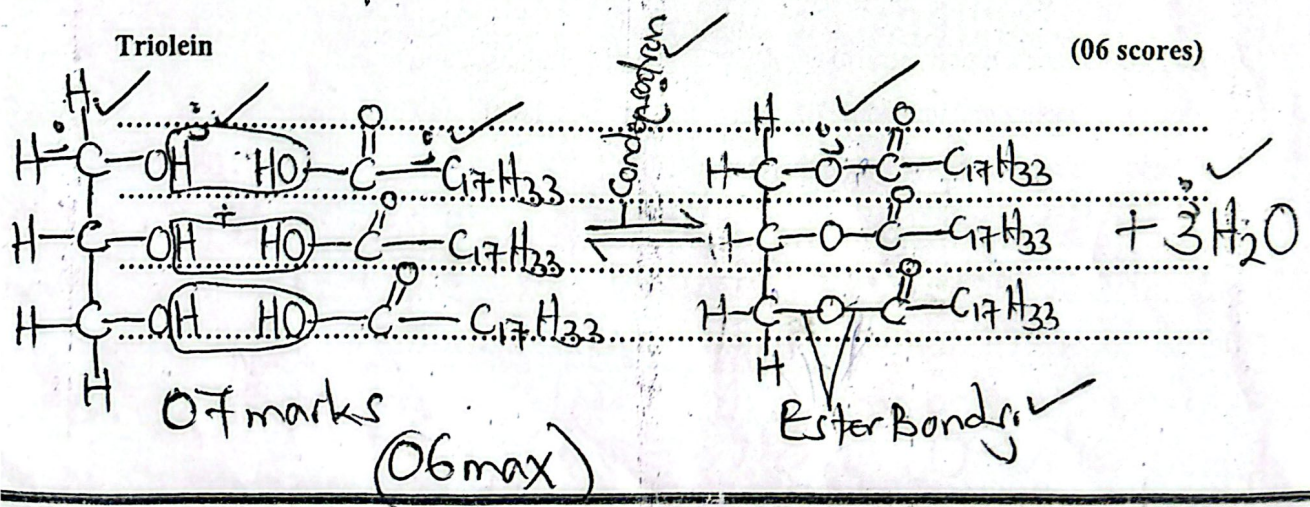 Triolein (06 scores)
H H
O O
H C OH HO C C17H33 Condensation H C O C C17H33
O O
H C OH + HO C C17H33 H C O C C17H33 + 3H2O
O O
H C OH HO C C17H33 H C O C C17H33
H H
07 marks Ester Bonds
(06 max)